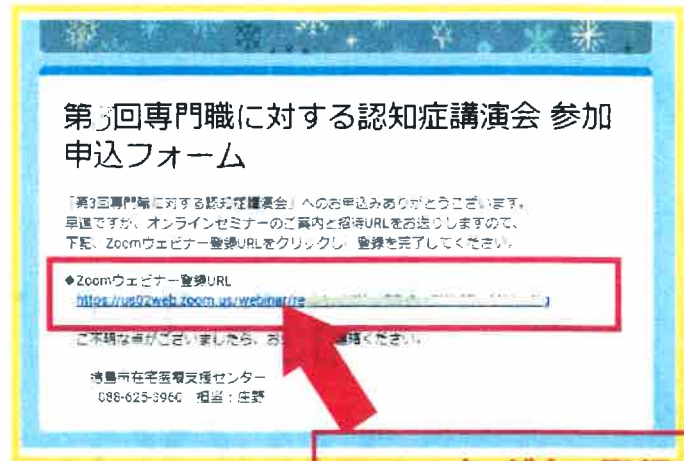 第3回専門職に対する認知症講演会 参加
申込フォーム
「第3回専門職に対する認知症講演会」へのお申込みありがとうございます。
早速ですが、オンラインセミナーのご案内と招待URLをお送りしますので、
下記、Zoomウェビナー登録URLをクリックし、登録を完了してください。
◆Zoomウェビナー登録URL
https://us02web.zoom.us/webinar/re
ご不明な点がございましたら、お 連絡ください。
徳島市在宅医療支援センター
088-625-3960 担当：庄野